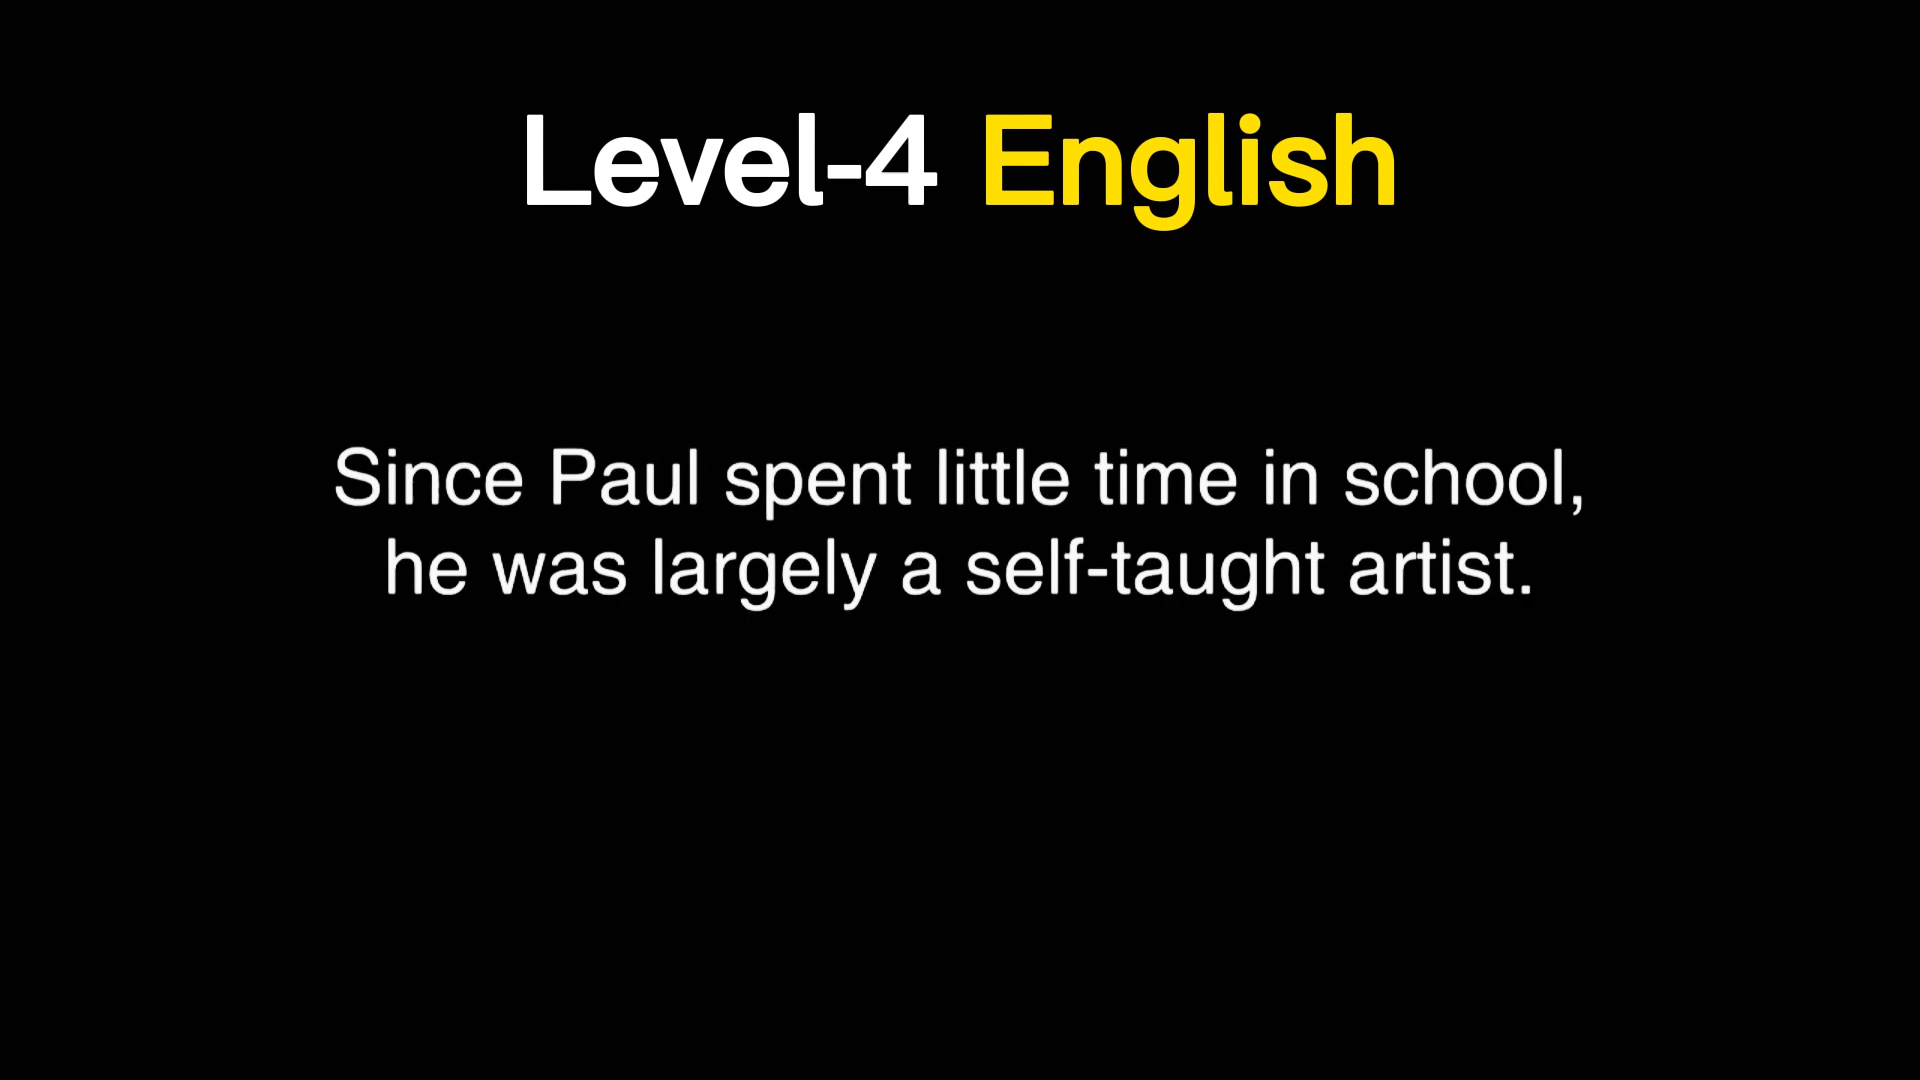 Level-4 English
Since Paul spent little time in school,
he was largely a self-taught artist.